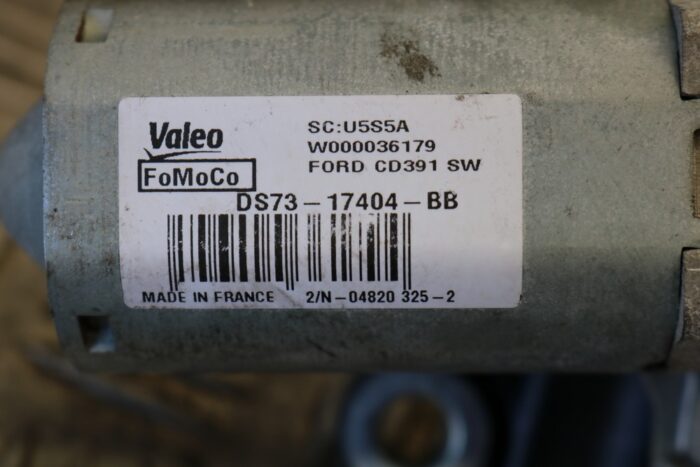 Valeo
FoMoCo
SC:U5S5A
W000036179
FORD CD391 SW
DS73-17404-BB
MADE IN FRANCE 2/N-04820 325-2